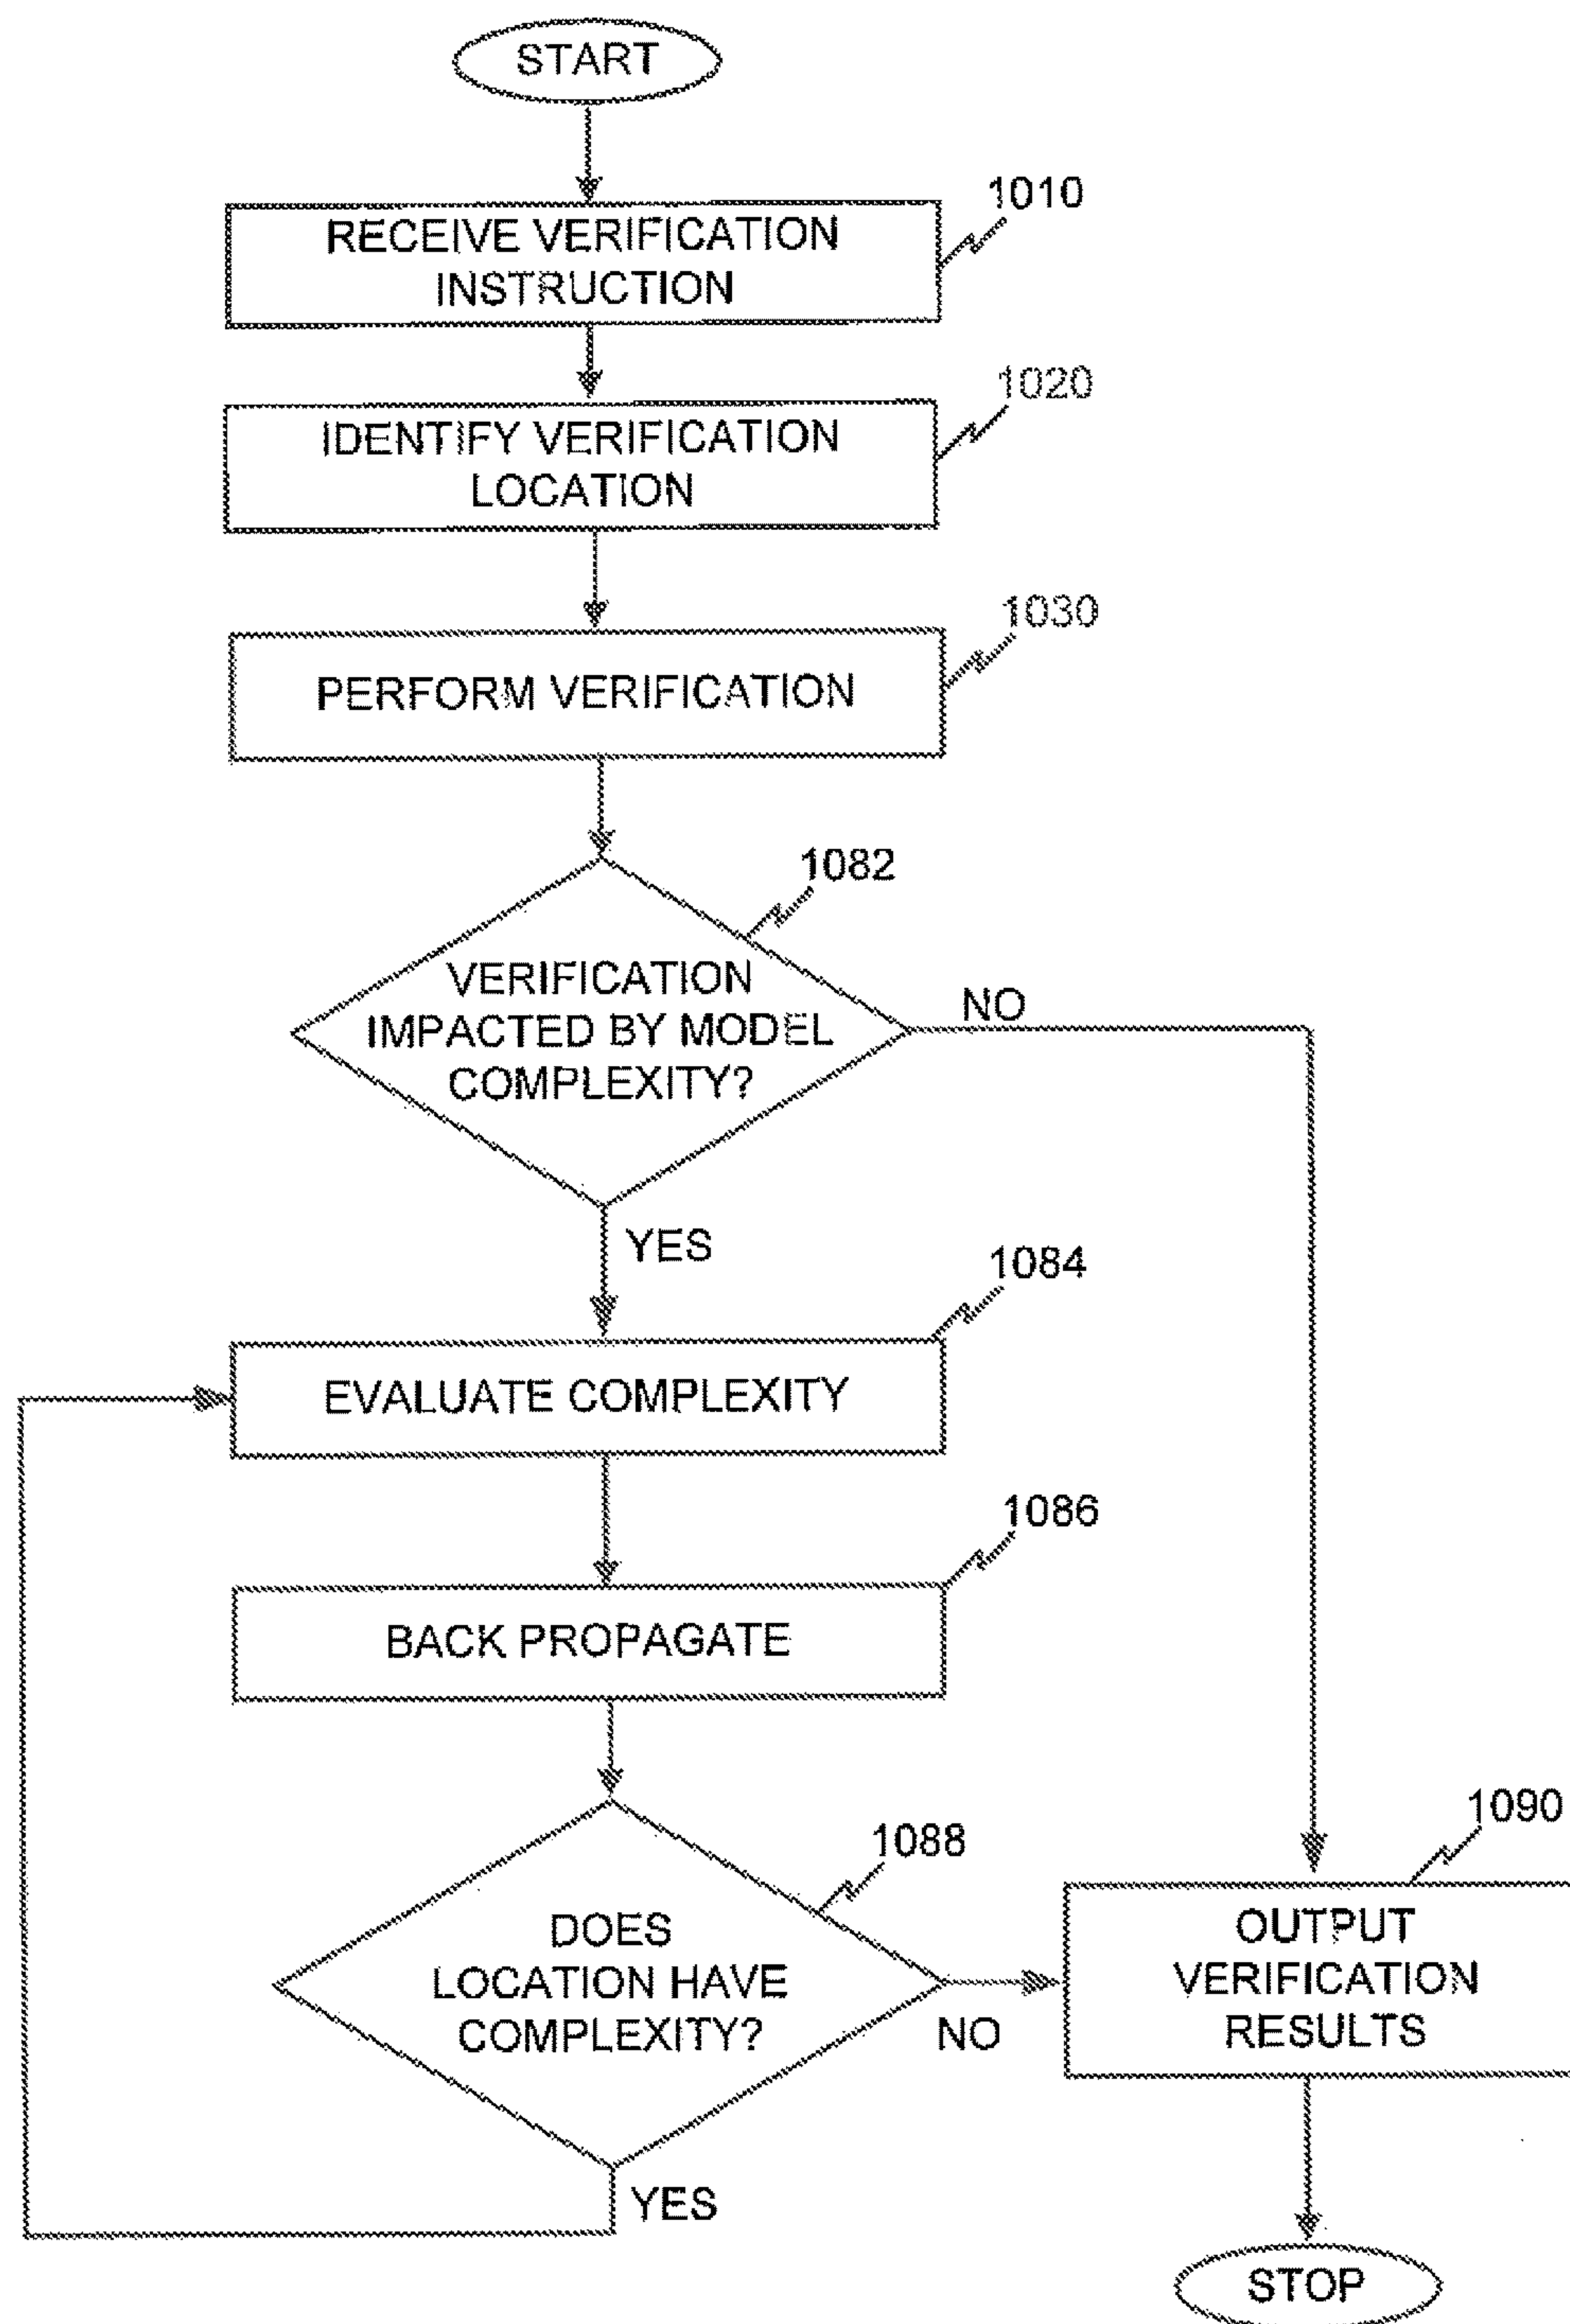 START
1010
RECEIVE VERIFICATION
INSTRUCTION
1020
IDENTIFY VERIFICATION
LOCATION
1030
PERFORM VERIFICATION
1082
VERIFICATION
IMPACTED BY MODEL
COMPLEXITY?
NO
YES
1084
EVALUATE COMPLEXITY
1086
BACK PROPAGATE
1088
DOES
LOCATION HAVE
COMPLEXITY?
NO
YES
1090
OUTPUT
VERIFICATION
RESULTS
STOP